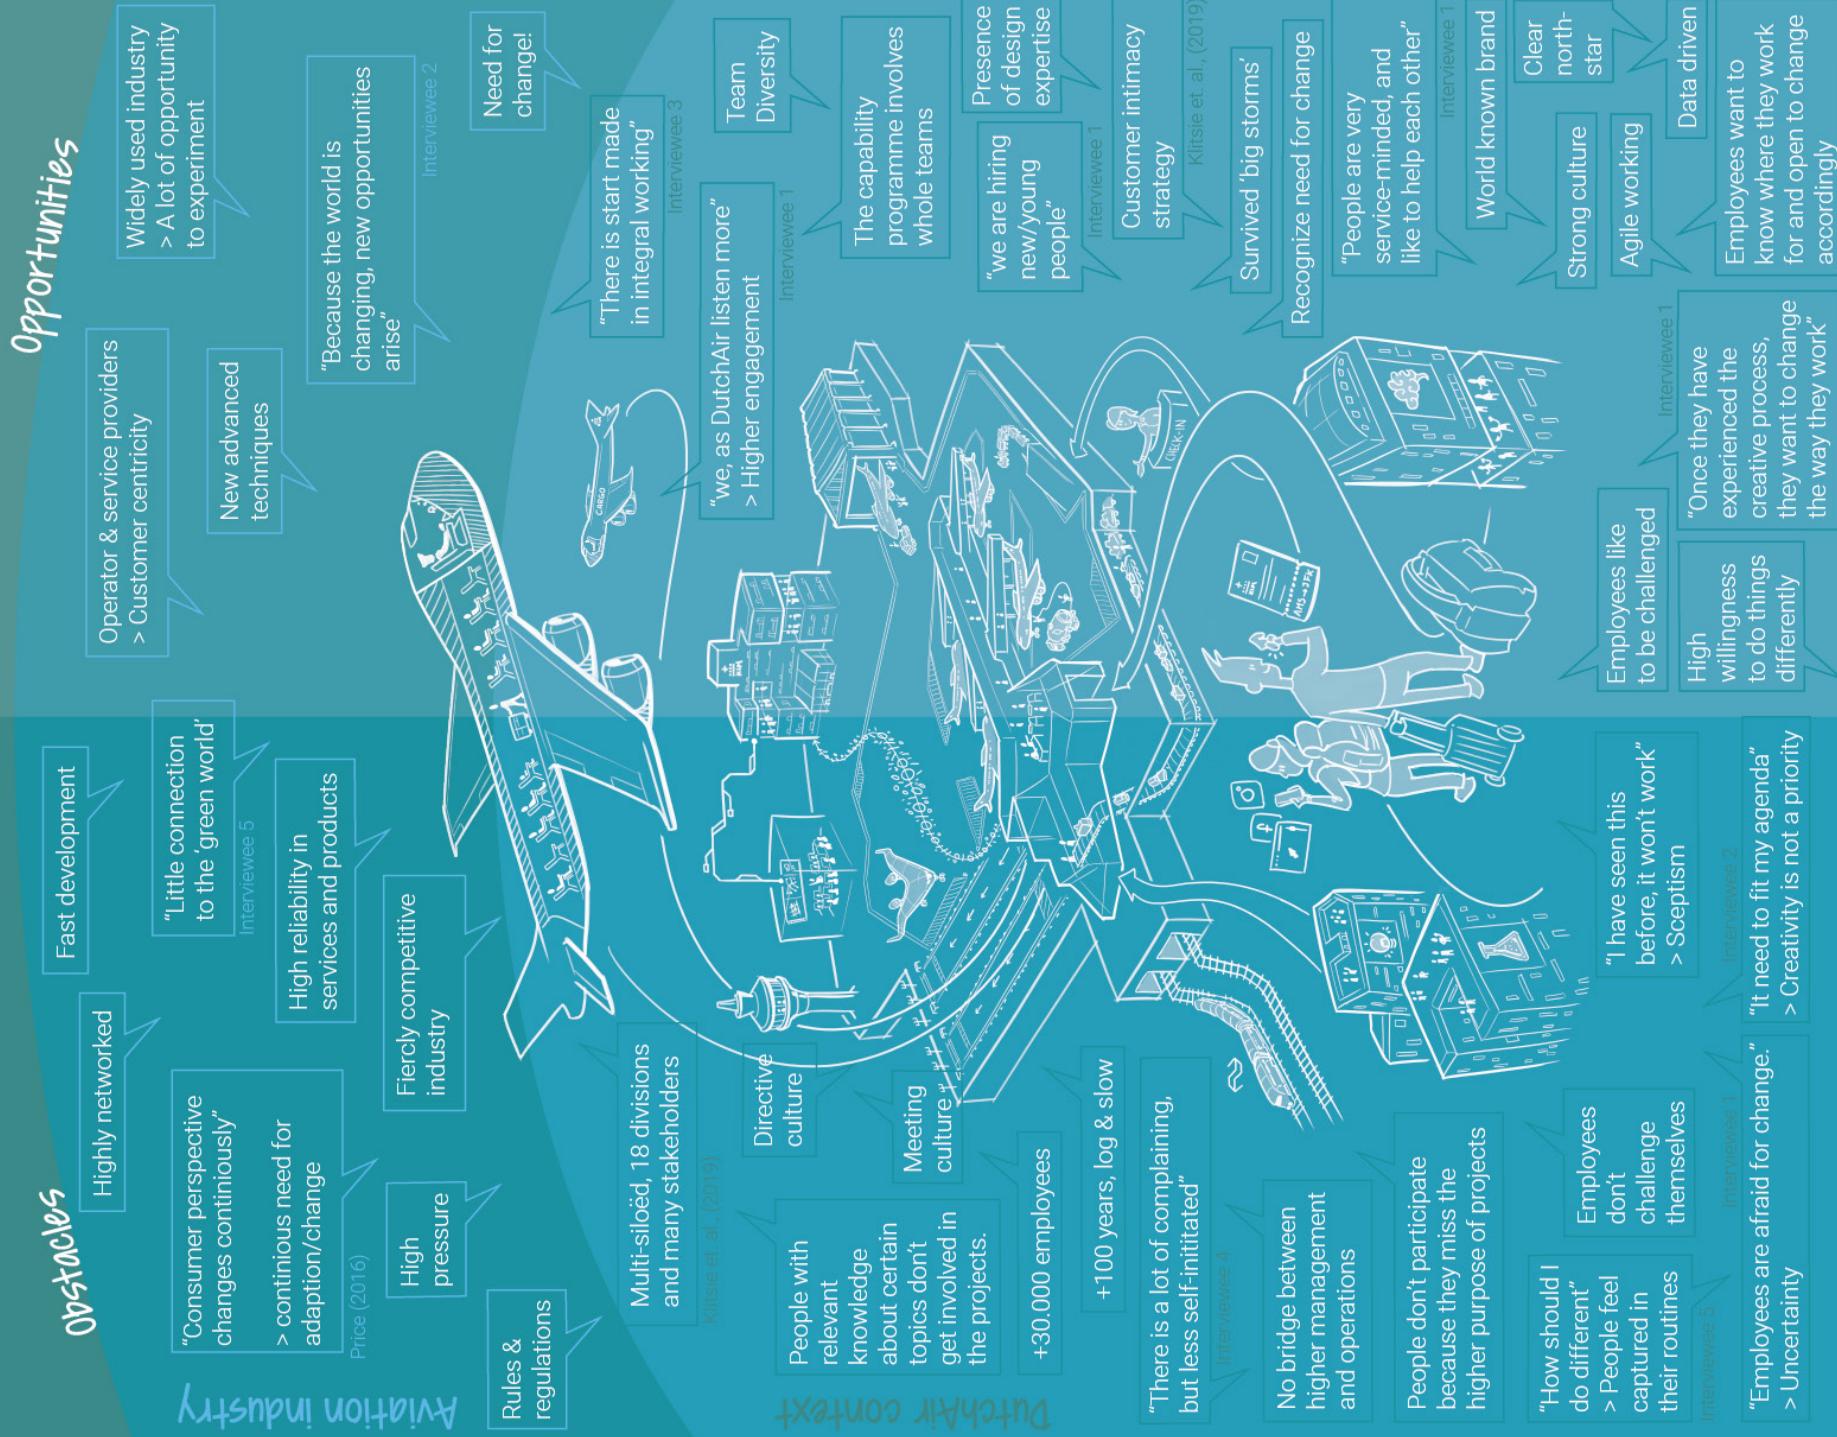 Obstacles
Opportunities
Aviation industry
Highly networked
Fast development
"Consumer perspective
changes continiously"
> continious need for
adaption/change
Price (2016)
"Little connection
to the 'green world'
Interviewee 5
High reliability in
services and products
High
pressure
Fiercly competitive
industry
Rules &
regulations
Operator & service providers
> Customer centricity
Widely used industry
> A lot of opportunity
to experiment
New advanced
techniques
"Because the world is
changing, new opportunities
arise"
Interviewee 2
Need for
change!
DutchAir context
Multi-siloëd, 18 divisions
and many stakeholders
Klitsie et al., (2019)
Directive
culture
People with
relevant
knowledge
about certain
topics don't
get involved in
the projects.
Meeting
culture
+30.000 employees
+100 years, log & slow
"There is a lot of complaining,
but less self-inititated"
Interviewee 4
No bridge between
higher management
and operations
People don't participate
because they miss the
higher purpose of projects
"How should I
do different"
> People feel
captured in
their routines
Interviewee 5
Employees
don't
challenge
themselves
Interviewee 1
"Employees are afraid for change."
> Uncertainty
"I have seen this
before, it won't work"
> Sceptism
Interviewee 2
"It need to fit my agenda"
> Creativity is not a priority
"There is start made
in integral working"
Interviewee 3
"we, as DutchAir listen more"
> Higher engagement
Interviewee 1
Team
Diversity
The capability
programme involves
whole teams
Presence
of design
expertise
"we are hiring
new/young
people"
Interviewee 1
Customer intimacy
strategy
Klitsie et. al., (2019)
Survived 'big storms'
Recognize need for change
"People are very
service-minded, and
like to help each other"
Interviewee 1
World known brand
Clear
north-
star
Strong culture
Agile working
Data driven
Employees want to
know where they work
for and open to change
accordingly
Employees like
to be challenged
Interviewee 1
"Once they have
experienced the
creative process,
they want to change
the way they work"
High
willingness
to do things
differently
CARGO
CHECK-IN
AMS→JFK